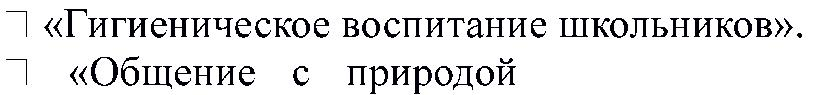 «Гигиеническое воспитание школьников».
«Общение с природой